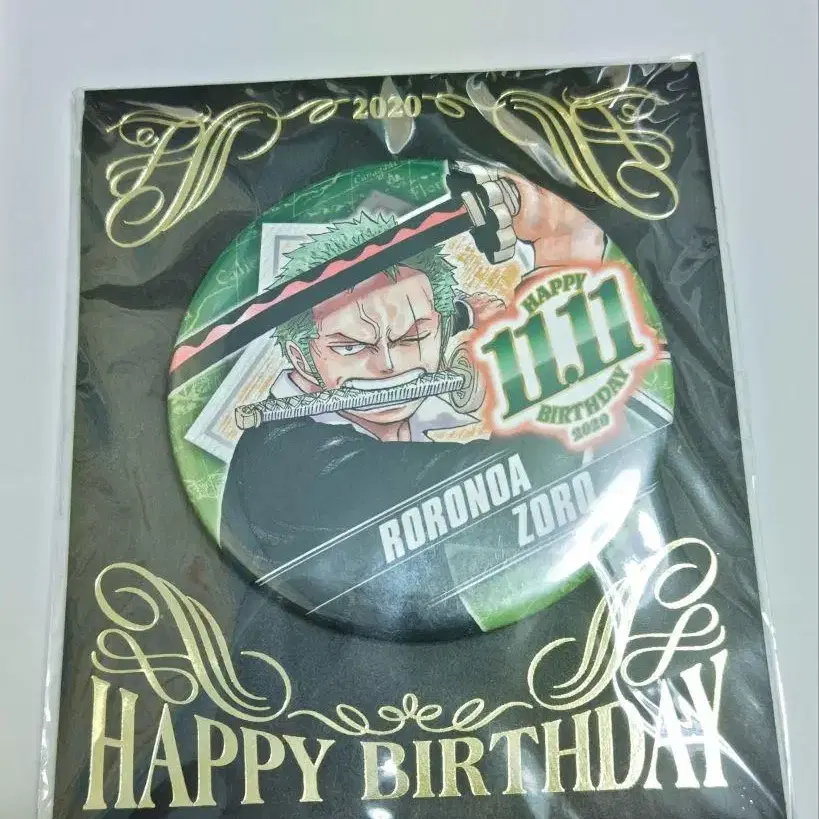 2020
HAPPY
11.11
BIRTHDAY
2020
RORONOA
ZORO
HAPPY BIRTHDAY